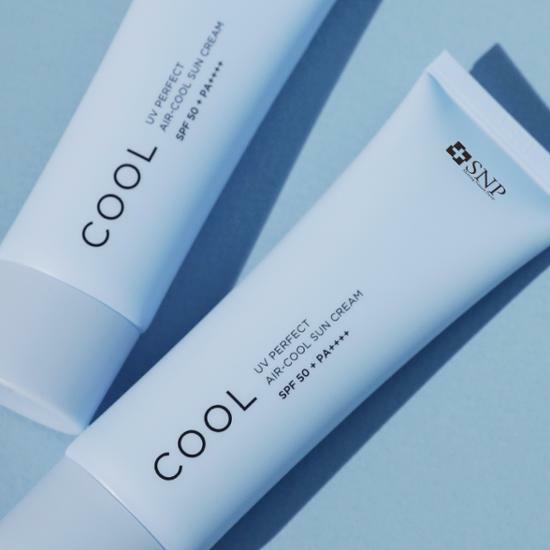 COOL
UV PERFECT
AIR-COOL SUN CREAM
SPF 50 + PA++++
SNP
COOL
UV PERFECT
AIR-COOL SUN CREAM
SPF 50 + PA++++